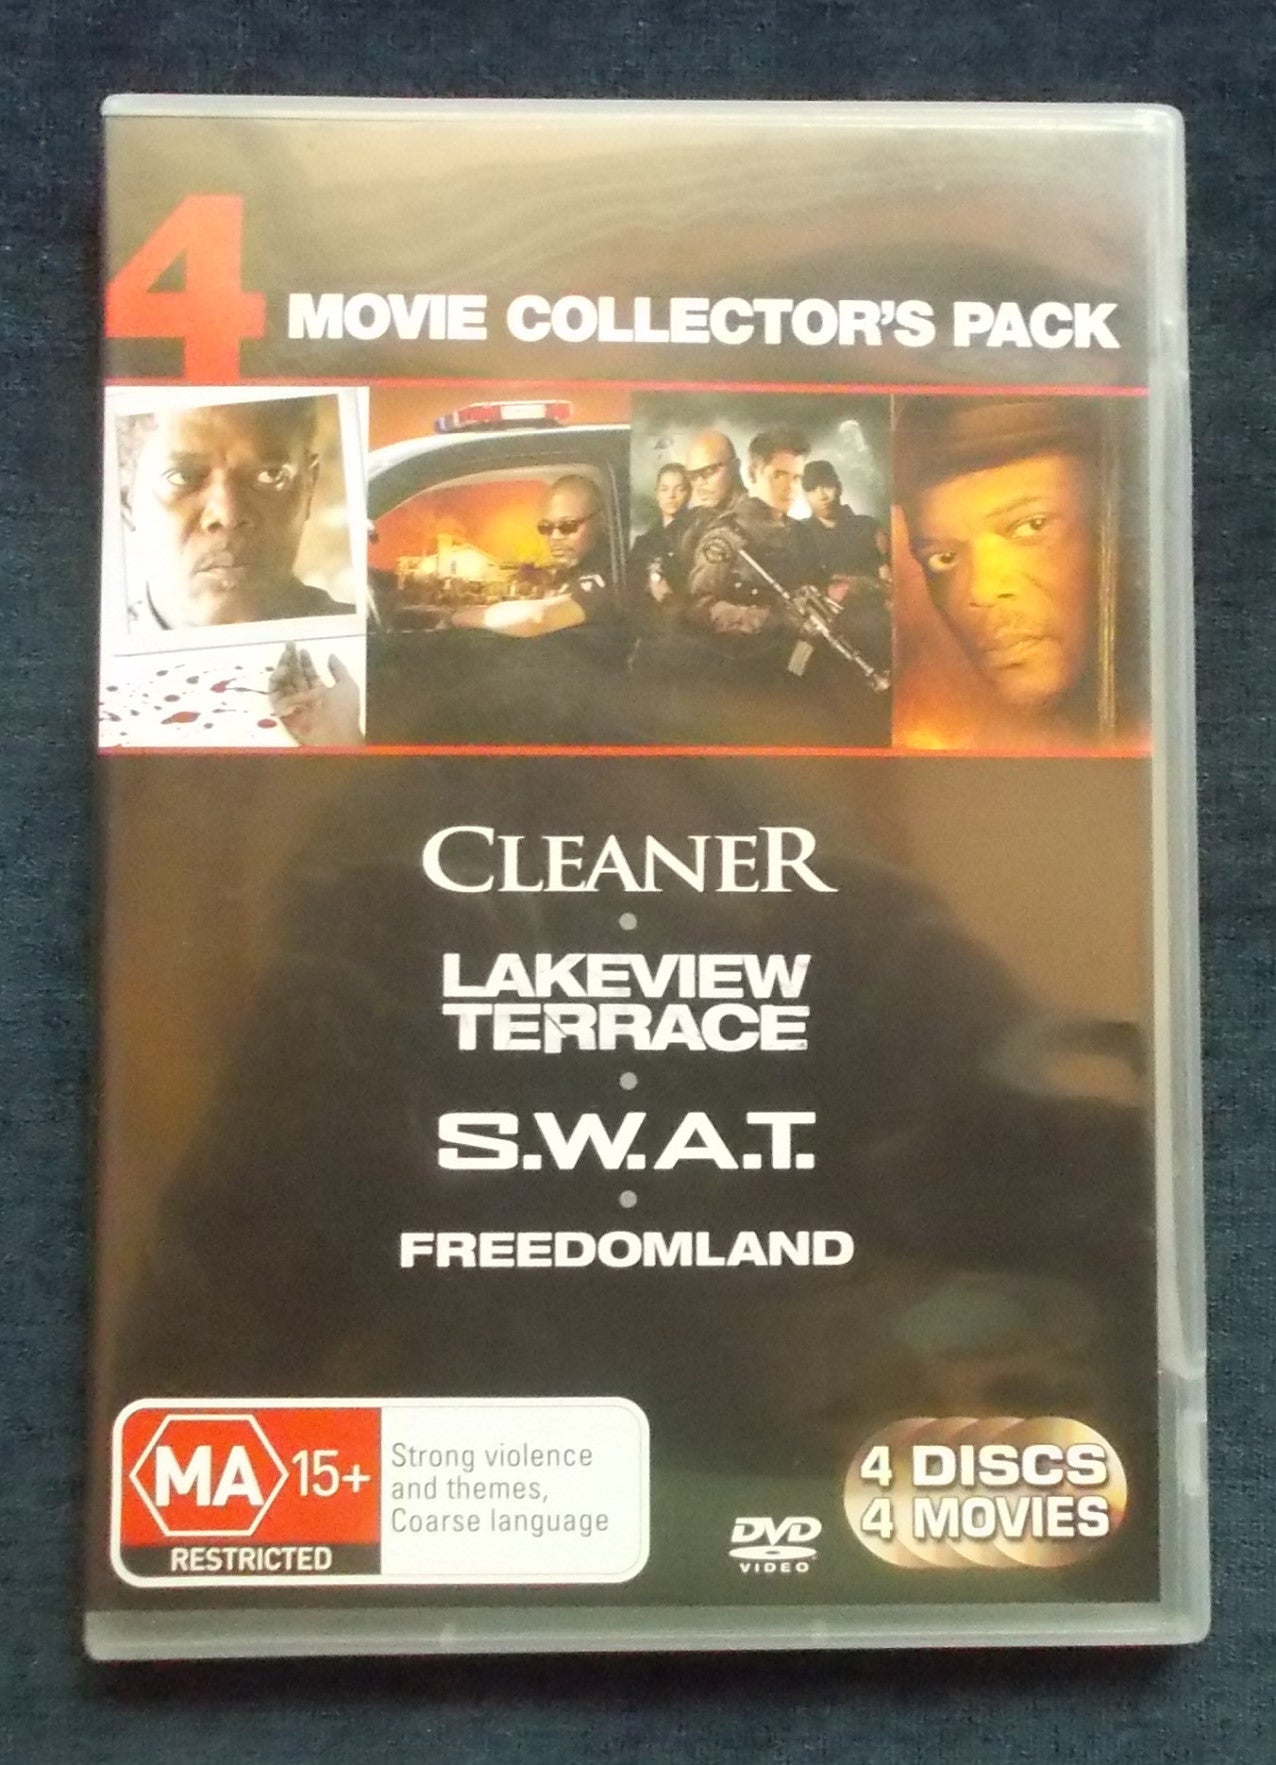 4 MOVIE COLLECTOR'S PACK
CLEANER
LAKEVIEW
TERRACE
S.W.A.T.
FREEDOMLAND
MA 15+
RESTRICTED
Strong violence
and themes,
Coarse language
DVD
VIDEO
4 DISCS
4 MOVIES